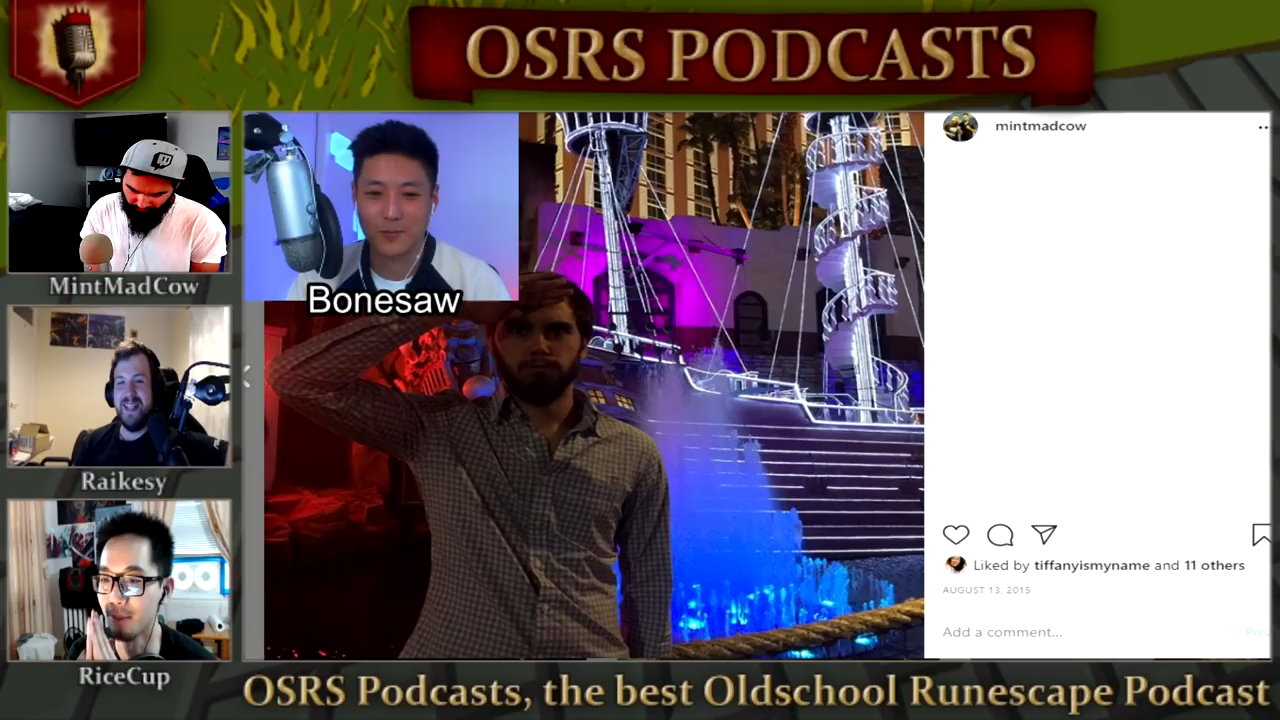 OSRS PODCASTS
MintMadCow
Raikesy
RiceCup
Bonesaw
mintmadcow
Liked by tiffanyismyname and 11 others
AUGUST 13, 2015
Add a comment...
OSRS Podcasts, the best Oldschool Runescape Podcast